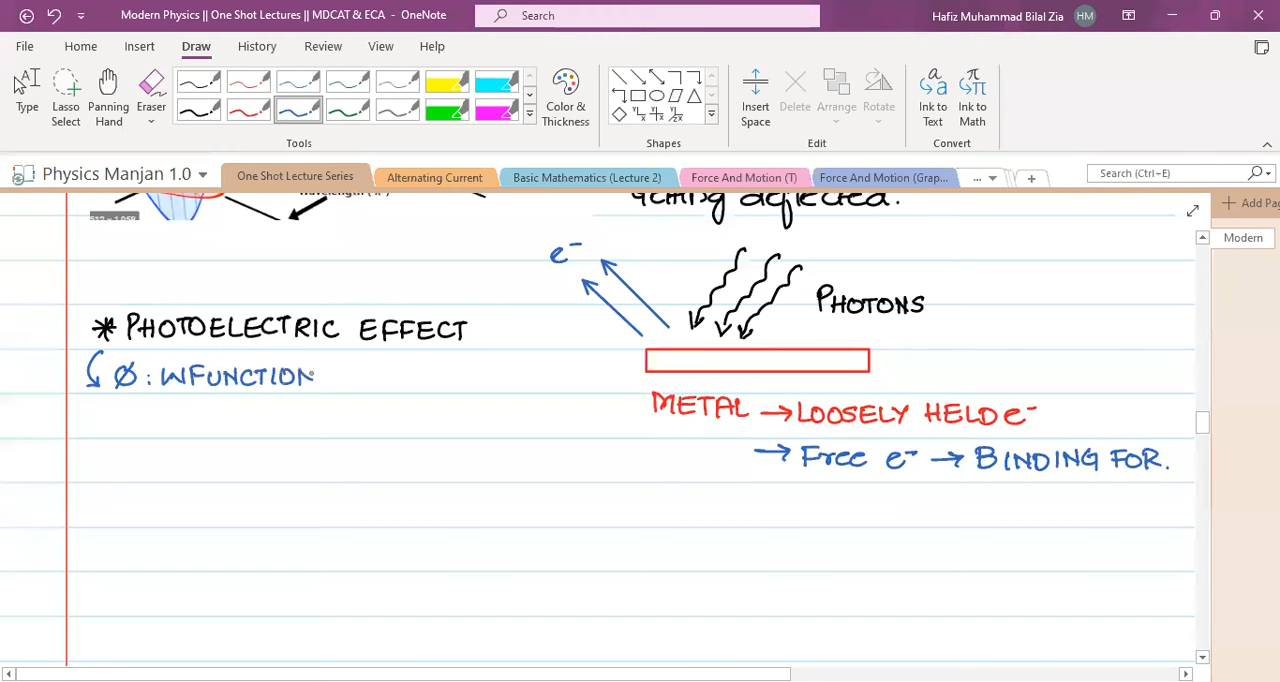 Modern Physics || One Shot Lectures || MDCAT & ECA - OneNote
Search
Hafiz Muhammad Bilal Zia
HM
File Home Insert Draw History Review View Help
Type
Lasso Select
Panning Hand
Eraser
Color & Thickness
Insert Space
Delete
Arrange
Rotate
Ink to Text
Ink to Math
Tools Shapes Edit Convert
Physics Manjan 1.0
One Shot Lecture Series
Alternating Current
Basic Mathematics (Lecture 2)
Force And Motion (T)
Force And Motion (Grap...
...
Search (Ctrl+E)
Add Pag
Modern
getting deflected.
e⁻
PHOTONS
* PHOTOELECTRIC EFFECT
Ø : WFUNCTION
METAL → LOOSELY HELD e⁻
→ Free e⁻ → BINDING FOR.